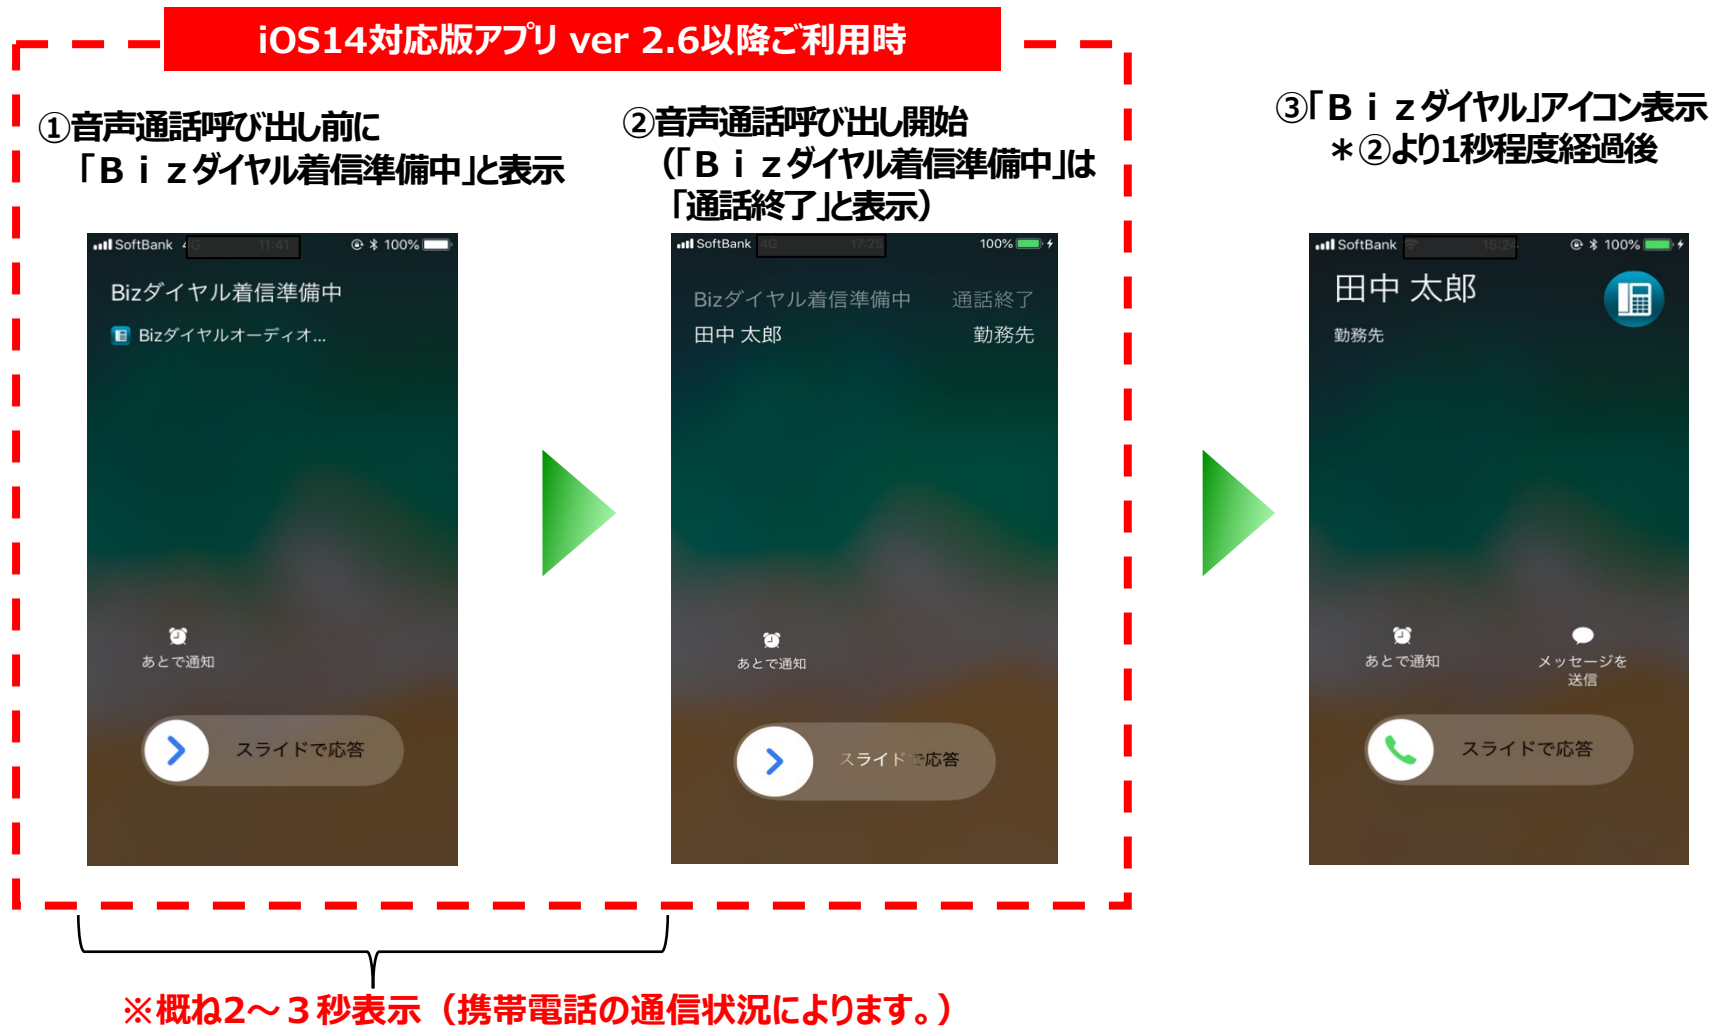 iOS14対応版アプリ ver 2.6以降ご利用時
①音声通話呼び出し前に
「Ｂｉｚダイヤル着信準備中」と表示
②音声通話呼び出し開始
（「Ｂｉｚダイヤル着信準備中」は
「通話終了」と表示）
③「Ｂｉｚダイヤル」アイコン表示
＊②より1秒程度経過後
SoftBank 4G 11:41 100%
Bizダイヤル着信準備中
Bizダイヤルオーディオ...
あとで通知
スライドで応答
SoftBank 4G 17:25 100%
Bizダイヤル着信準備中 通話終了
田中 太郎 勤務先
あとで通知
スライドで応答
SoftBank 15:24 100%
田中 太郎
勤務先
あとで通知
メッセージを
送信
スライドで応答
※概ね2～３秒表示（携帯電話の通信状況によります。）